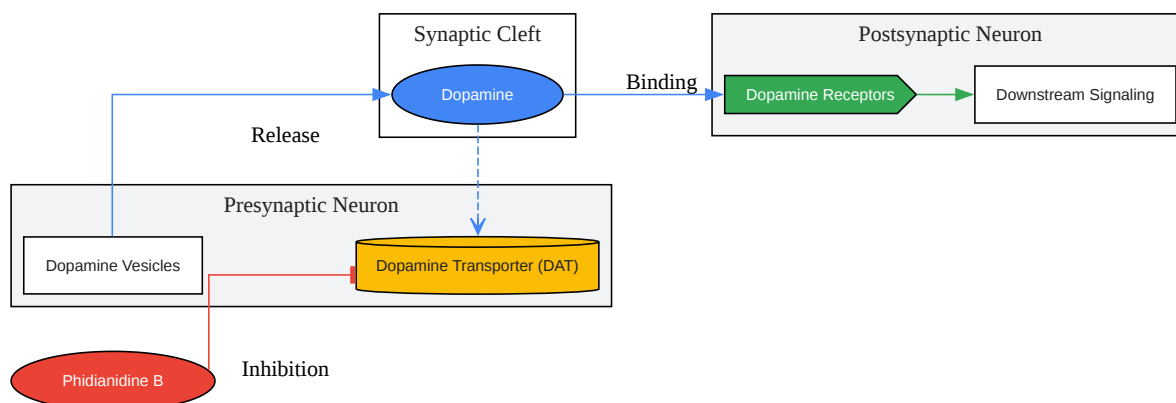 Synaptic Cleft
Postsynaptic Neuron
Dopamine
Binding
Dopamine Receptors
Downstream Signaling
Release
Presynaptic Neuron
Dopamine Vesicles
Dopamine Transporter (DAT)
Inhibition
Phidianidine B